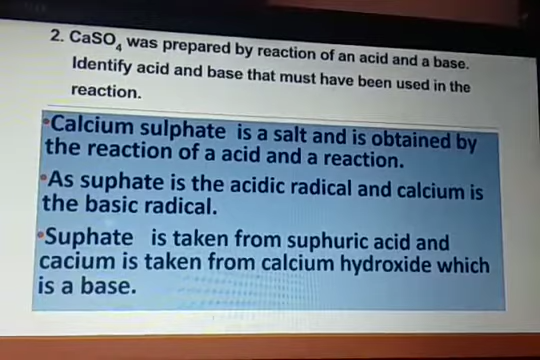 2. CaSO₄ was prepared by reaction of an acid and a base.
Identify acid and base that must have been used in the
reaction.
•Calcium sulphate is a salt and is obtained by
the reaction of a acid and a reaction.
•As suphate is the acidic radical and calcium is
the basic radical.
•Suphate is taken from suphuric acid and
cacium is taken from calcium hydroxide which
is a base.